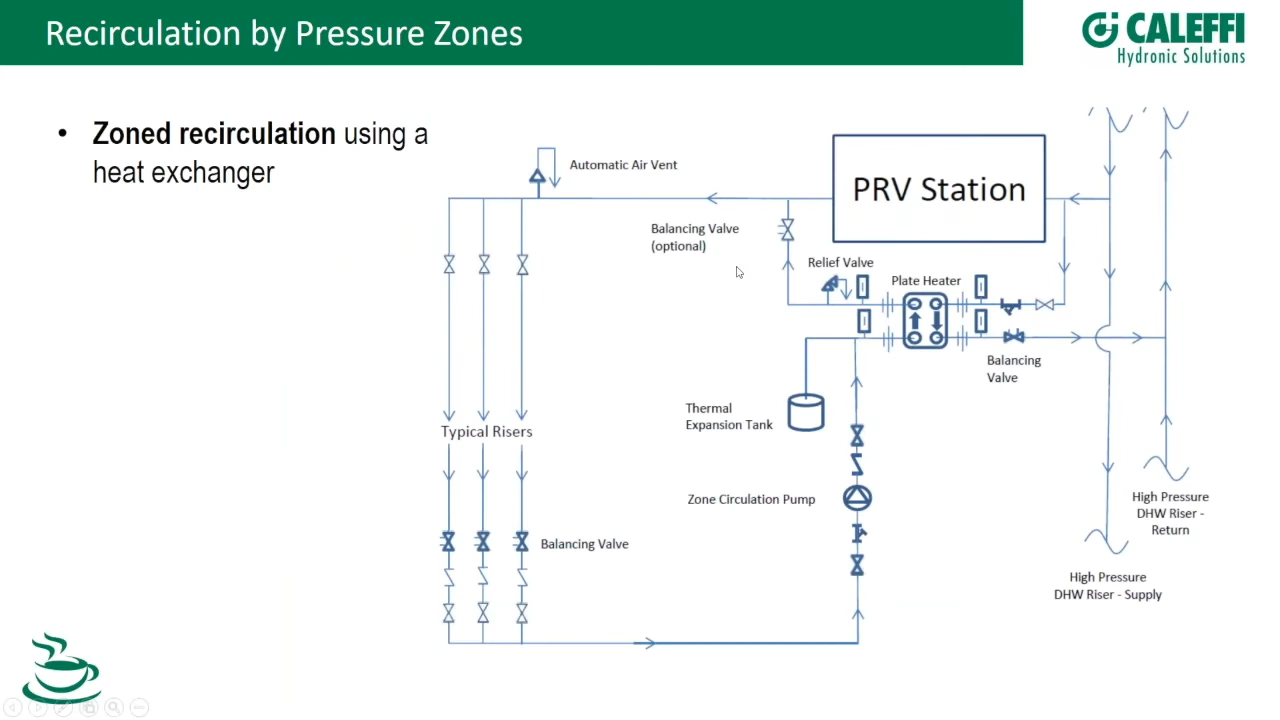 Recirculation by Pressure Zones
CALEFFI
Hydronic Solutions
• Zoned recirculation using a
heat exchanger
Automatic Air Vent
PRV Station
Balancing Valve
(optional)
Relief Valve
Plate Heater
Balancing
Valve
Thermal
Expansion Tank
Typical Risers
Zone Circulation Pump
High Pressure
DHW Riser -
Return
Balancing Valve
High Pressure
DHW Riser - Supply